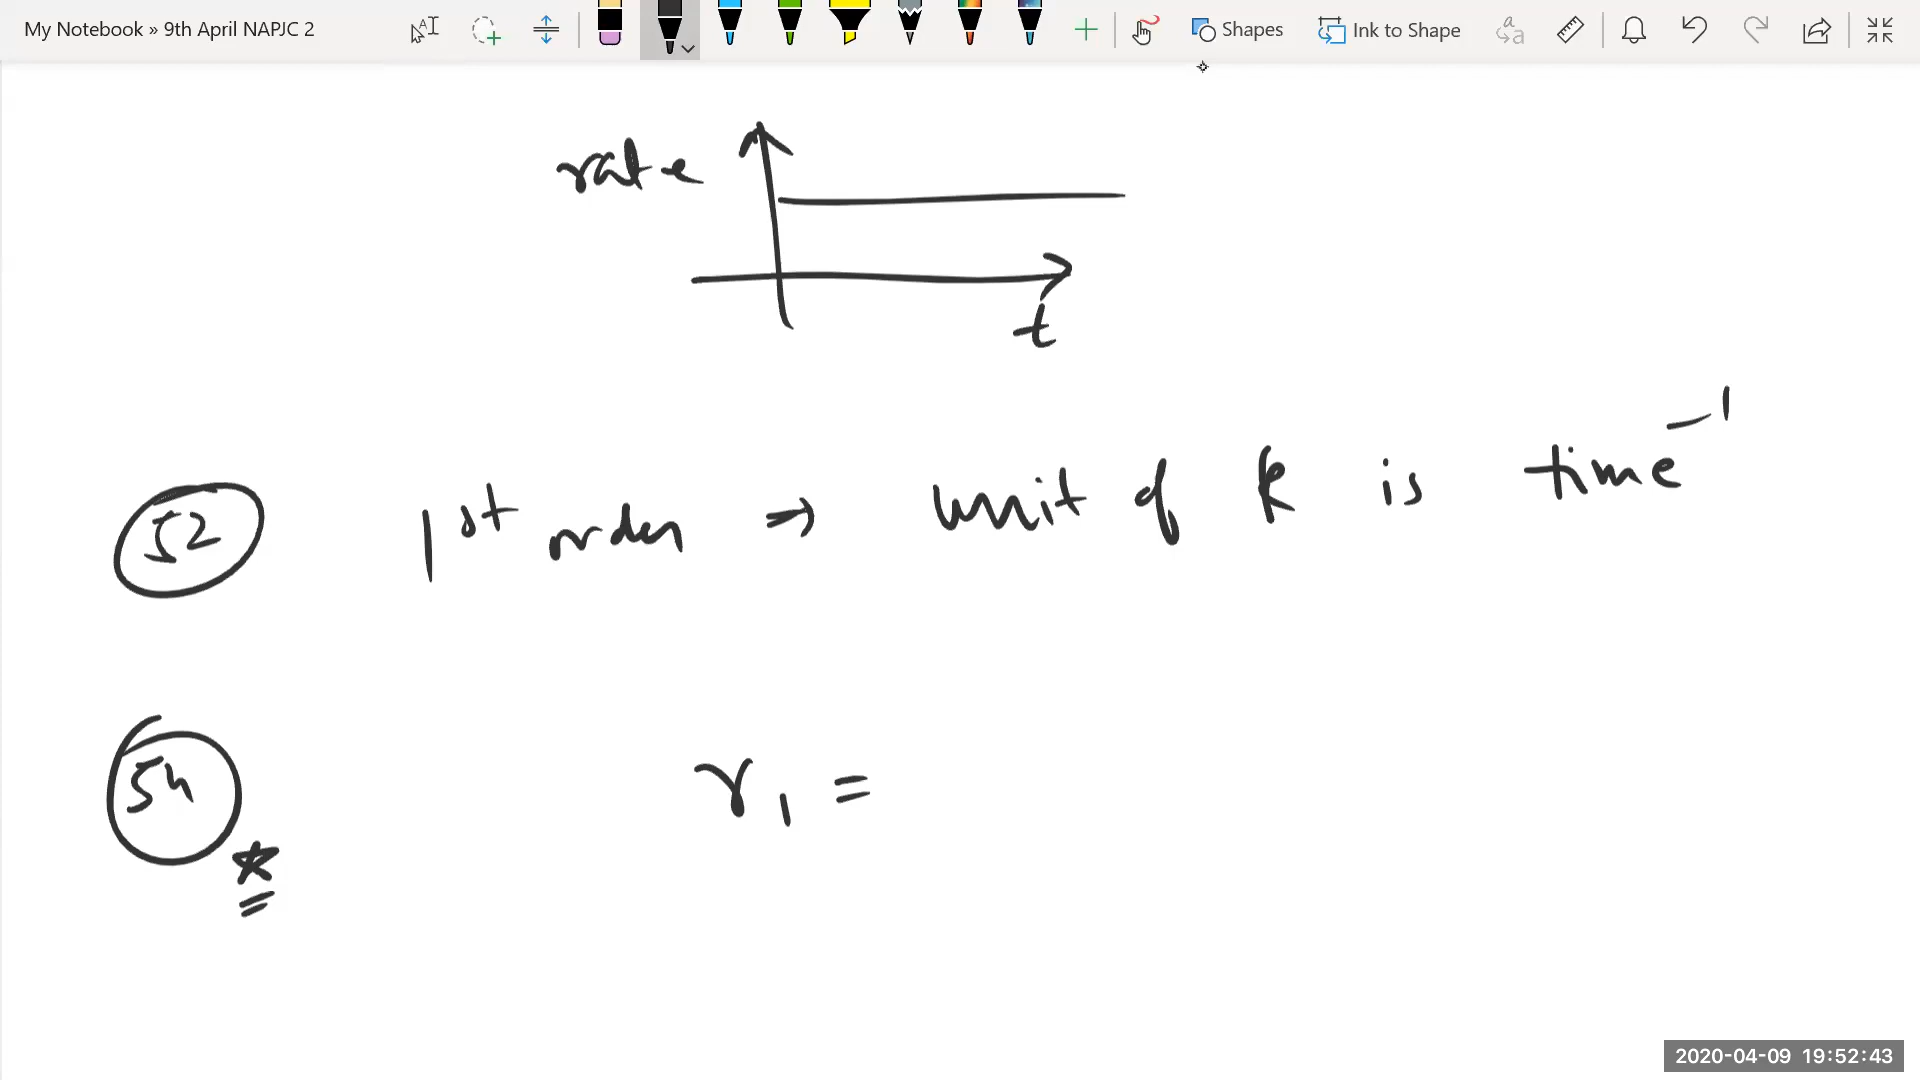 My Notebook » 9th April NAPJC 2
Shapes
Ink to Shape
rate
t
52 1st order ⇒ unit of k is time⁻¹
54 r₁ =
2020-04-09 19:52:43